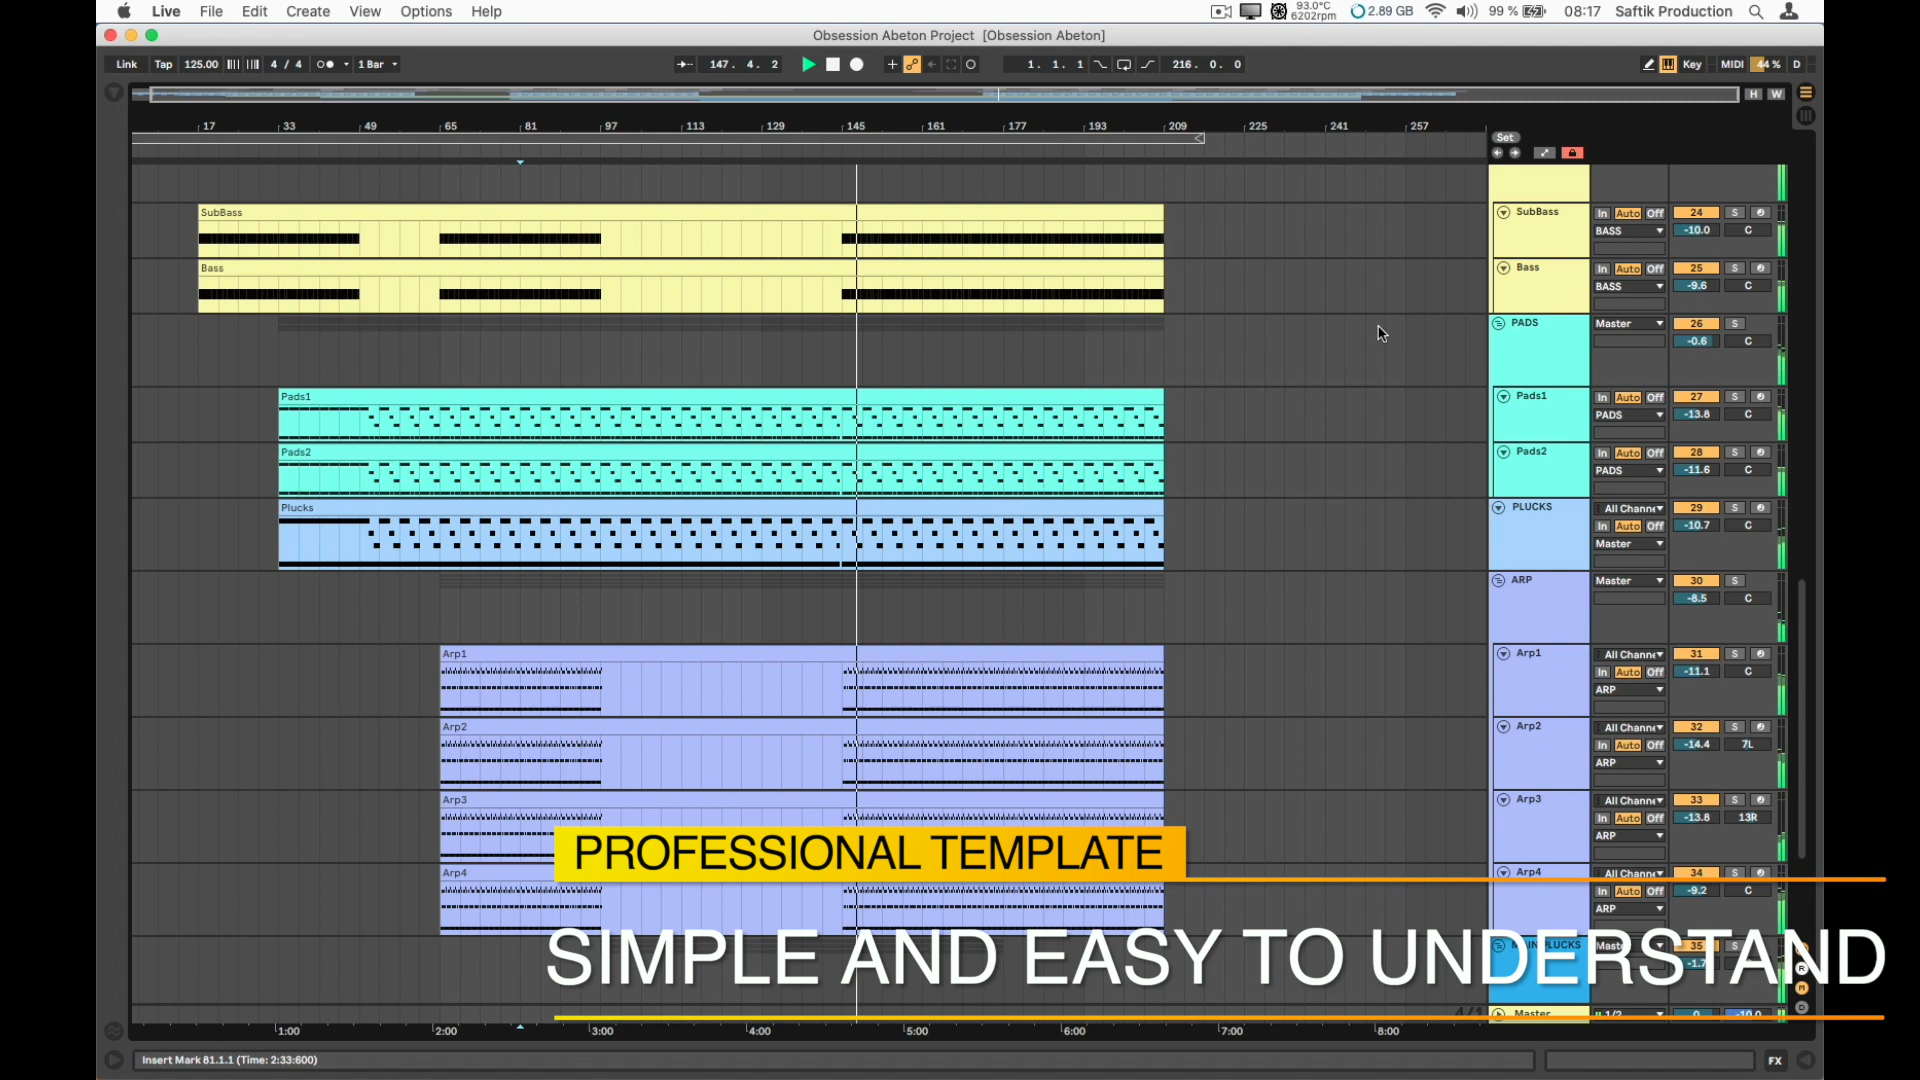 Live File Edit Create View Options Help 93.0°C 6202rpm 2.89 GB 99 % 08:17 Saftik Production
Obsession Abeton Project [Obsession Abeton]
Link Tap 125.00 4 / 4 1 Bar 147. 4. 2 1. 1. 1 216. 0. 0 Key MIDI 44 % D
H W
17 33 49 65 81 97 113 129 145 161 177 193 209 225 241 257
Set
SubBass SubBass In Auto Off 24 S
BASS -10.0 C
Bass Bass In Auto Off 25 S
BASS -9.6 C
PADS Master 26 S
-0.6 C
Pads1 Pads1 In Auto Off 27 S
PADS -13.8 C
Pads2 Pads2 In Auto Off 28 S
PADS -11.6 C
Plucks PLUCKS All Channe 29 S
In Auto Off -10.7 C
Master
ARP Master 30 S
-8.5 C
Arp1 Arp1 All Channe 31 S
In Auto Off -11.1 C
ARP
Arp2 Arp2 All Channe 32 S
In Auto Off -14.4 7L
ARP
Arp3 Arp3 All Channe 33 S
In Auto Off -13.8 13R
ARP
PROFESSIONAL TEMPLATE
Arp4 Arp4 All Channe 34 S
In Auto Off -9.2 C
ARP
SIMPLE AND EASY TO UNDERSTAND
35 S
Master 1/2 0 -10.0
1:00 2:00 3:00 4:00 5:00 6:00 7:00 8:00
Insert Mark 81.1.1 (Time: 2:33:600) FX